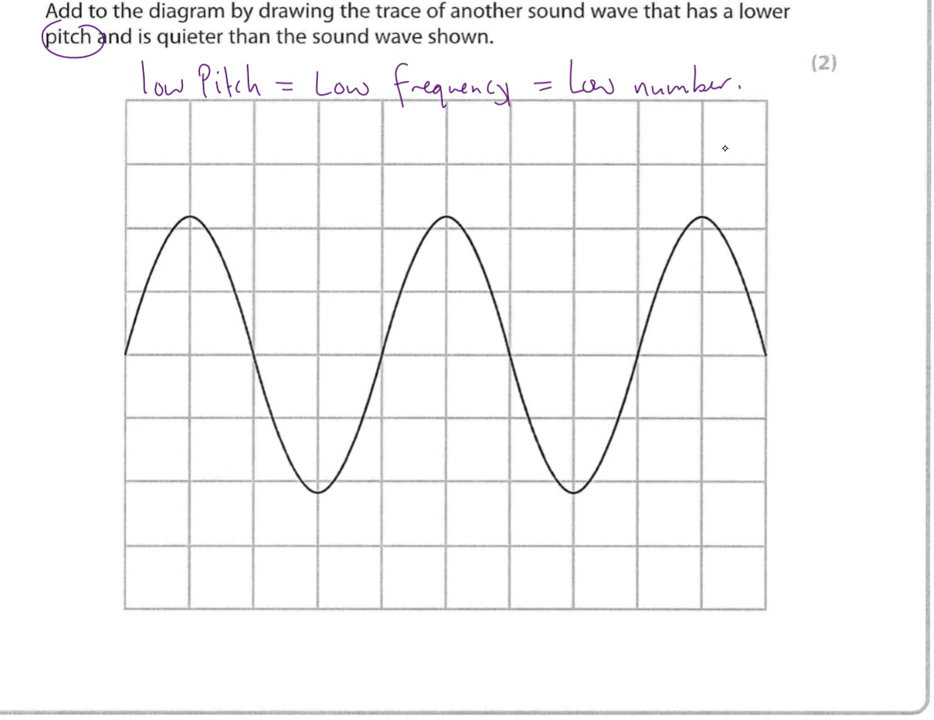 Add to the diagram by drawing the trace of another sound wave that has a lower
pitch and is quieter than the sound wave shown.
(2)
low Pitch = Low frequency = Low number.